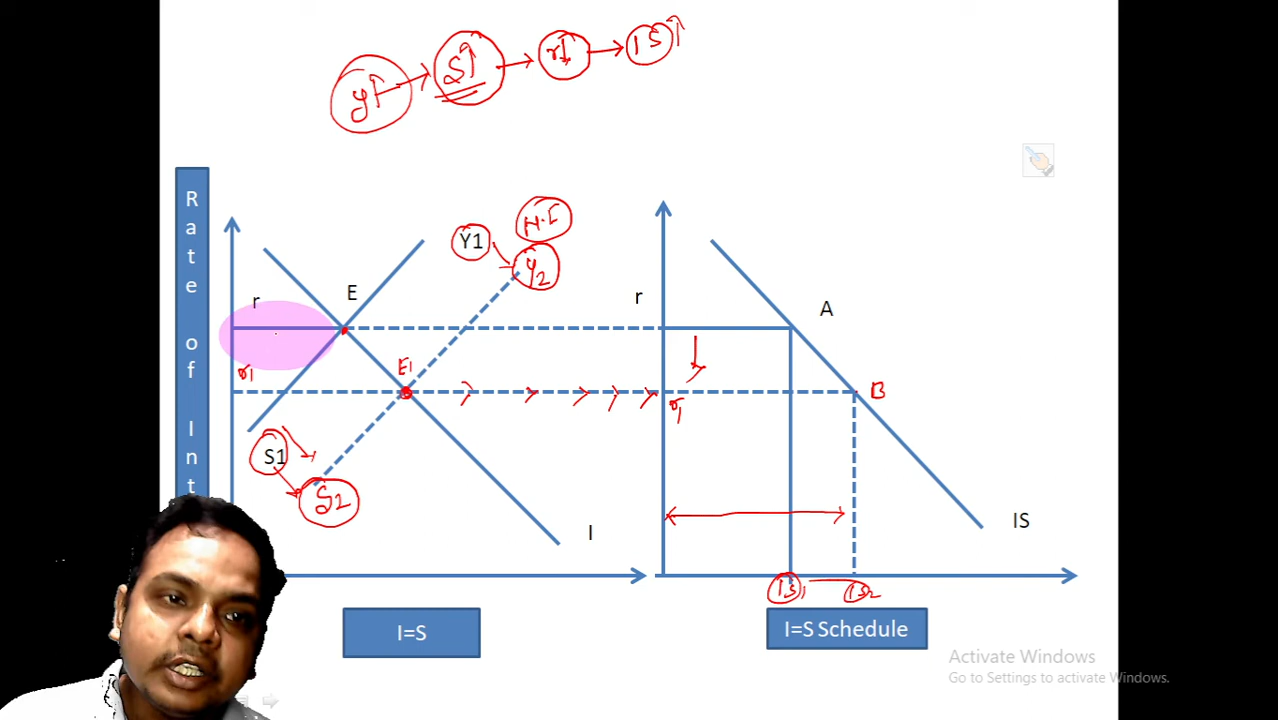 y↑ → S↑ → r↓ → IS↑
Rate of Int
r
E
Y1
N.I
y2
r1
E1
S1
S2
I
r
A
r1
B
IS
IS1
IS2
I=S
I=S Schedule
Activate Windows
Go to Settings to activate Windows.